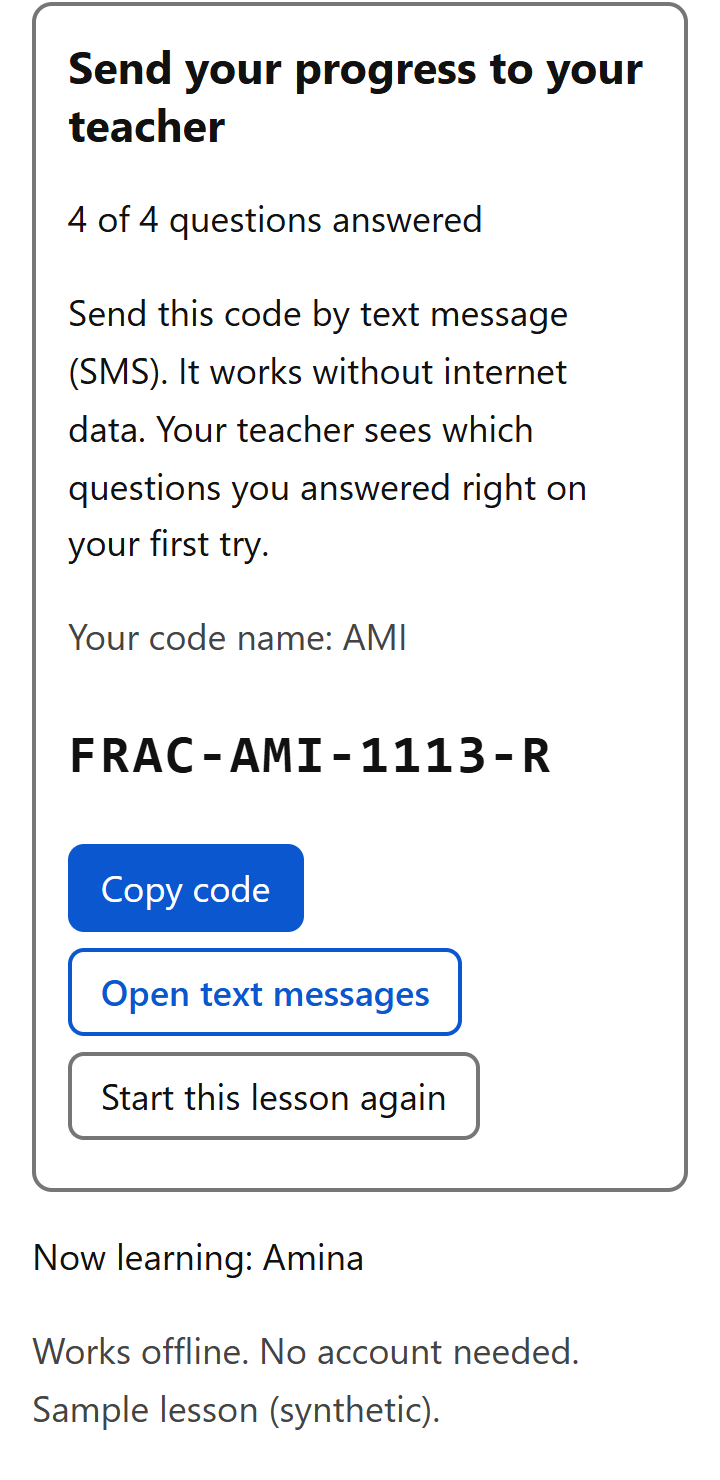 Send your progress to your
teacher
4 of 4 questions answered
Send this code by text message
(SMS). It works without internet
data. Your teacher sees which
questions you answered right on
your first try.
Your code name: AMI
FRAC-AMI-1113-R
Copy code
Open text messages
Start this lesson again
Now learning: Amina
Works offline. No account needed.
Sample lesson (synthetic).